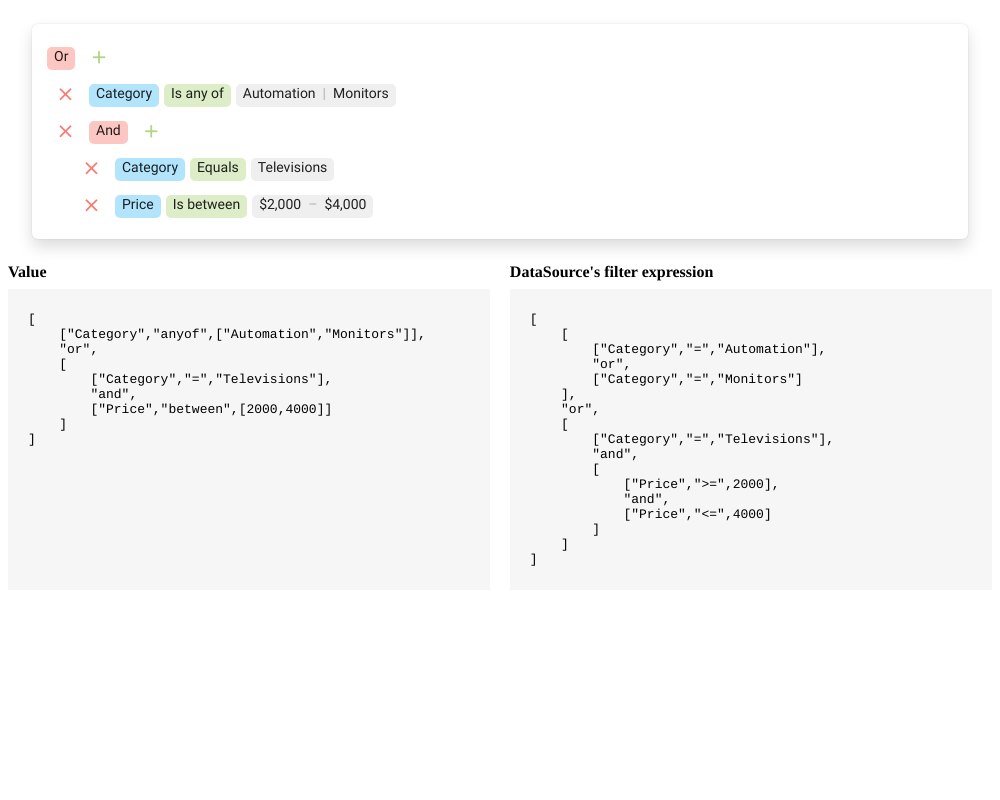 Or
Category Is any of Automation | Monitors
And
Category Equals Televisions
Price Is between $2,000 – $4,000
Value
[
    ["Category","anyof",["Automation","Monitors"]],
    "or",
    [
        ["Category","=","Televisions"],
        "and",
        ["Price","between",[2000,4000]]
    ]
]
DataSource's filter expression
[
    [
        ["Category","=","Automation"],
        "or",
        ["Category","=","Monitors"]
    ],
    "or",
    [
        ["Category","=","Televisions"],
        "and",
        [
            ["Price",">=",2000],
            "and",
            ["Price","<=",4000]
        ]
    ]
]